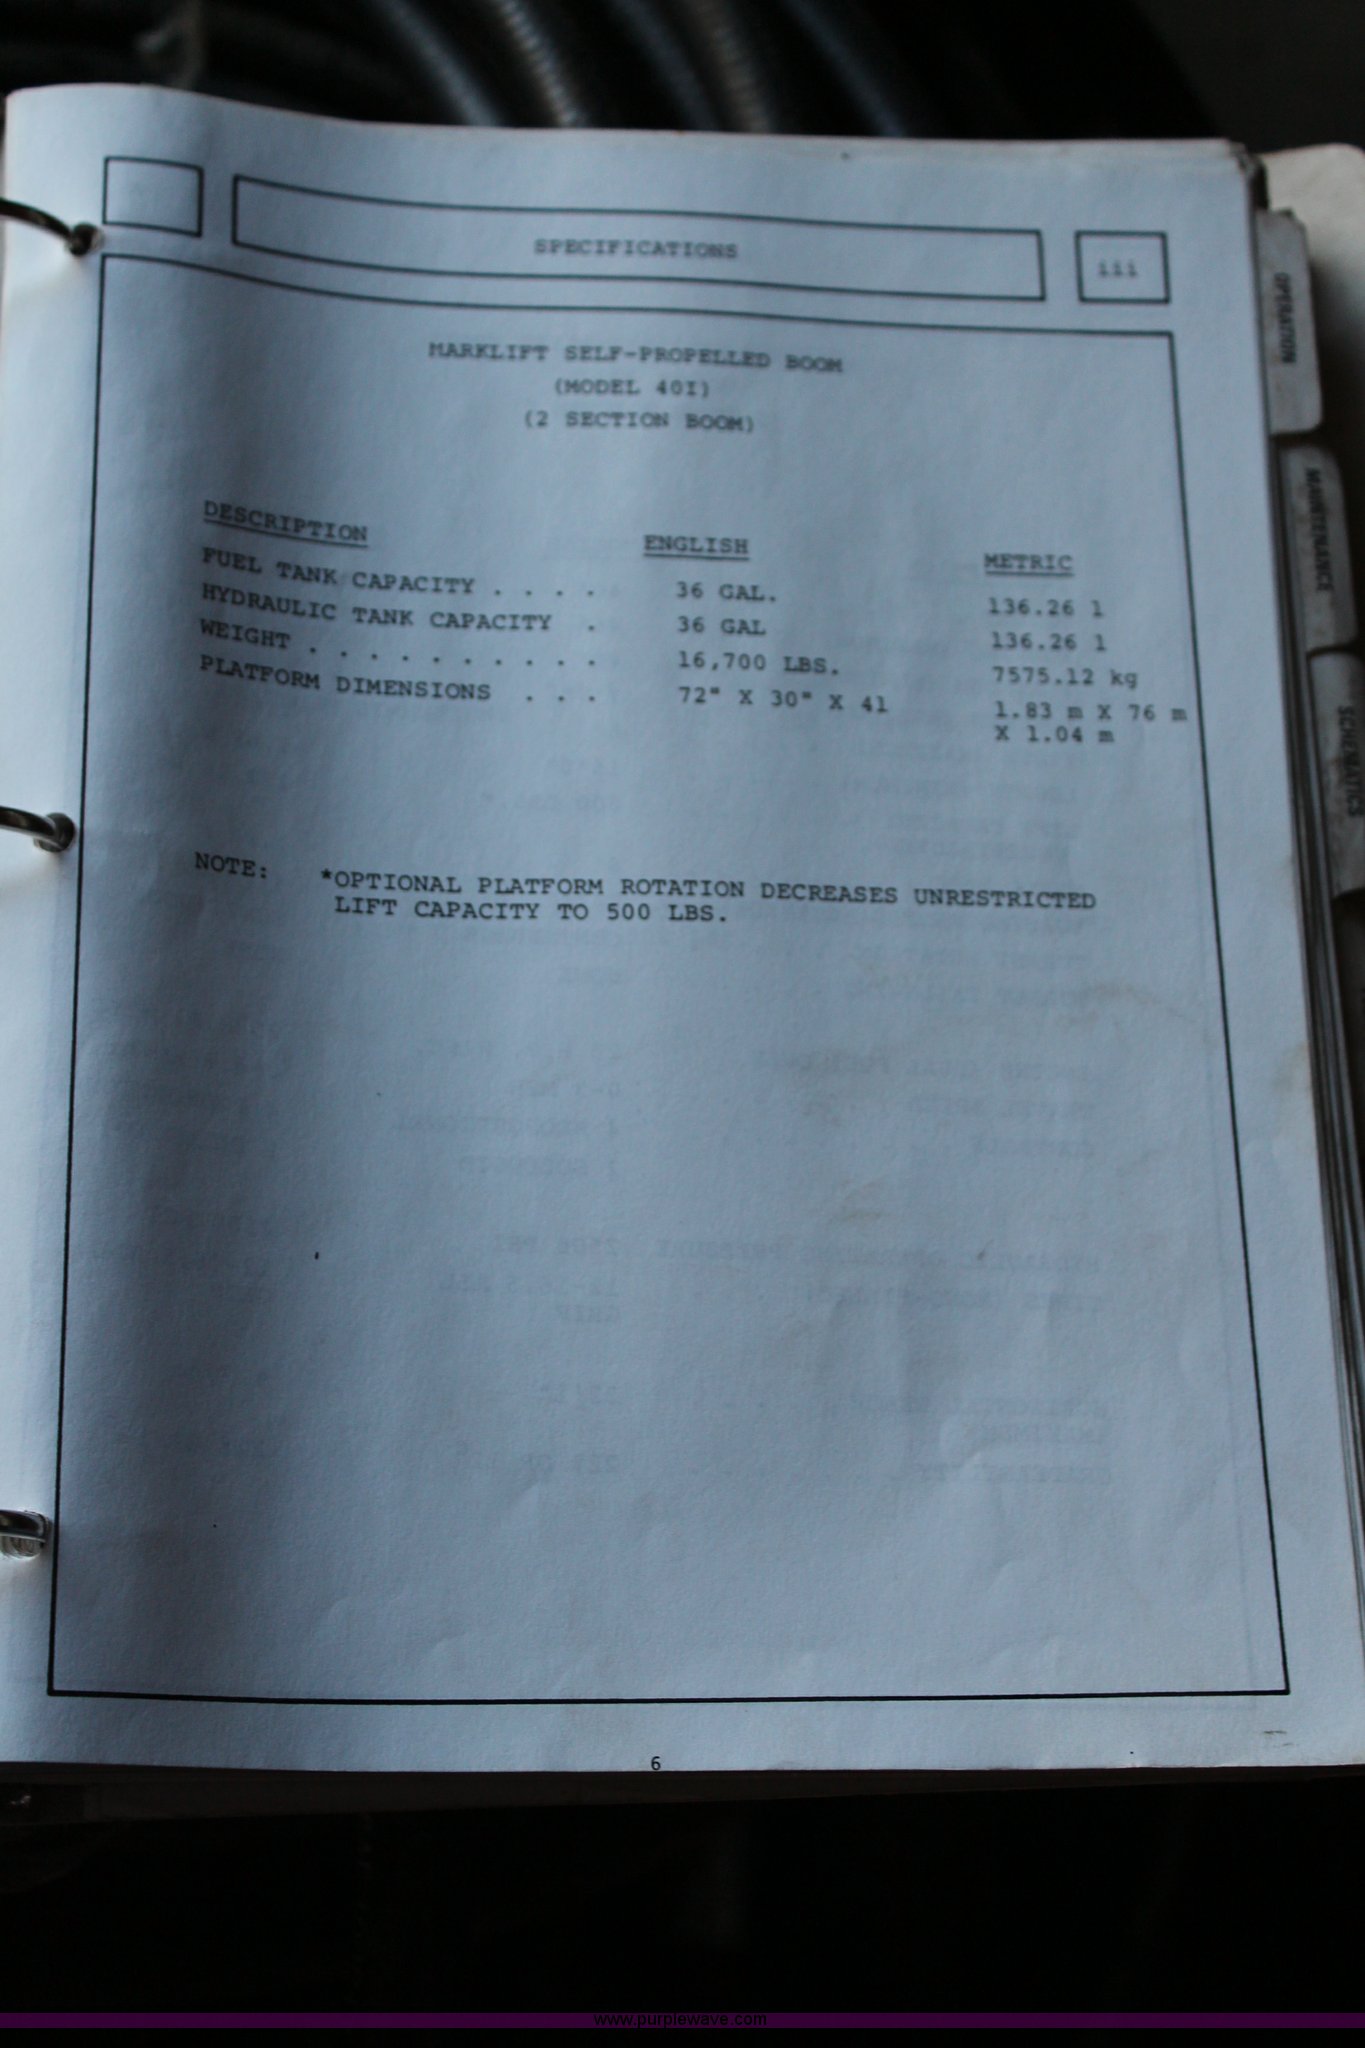 SPECIFICATIONS
iii
MARKLIFT SELF-PROPELLED BOOM
(MODEL 40I)
(2 SECTION BOOM)
DESCRIPTION ENGLISH METRIC
FUEL TANK CAPACITY . . . . 36 GAL. 136.26 l
HYDRAULIC TANK CAPACITY . 36 GAL 136.26 l
WEIGHT . . . . . . . . . . 16,700 LBS. 7575.12 kg
PLATFORM DIMENSIONS . . . 72" X 30" X 41 1.83 m X 76 m
X 1.04 m
NOTE: *OPTIONAL PLATFORM ROTATION DECREASES UNRESTRICTED
LIFT CAPACITY TO 500 LBS.
6
OPERATION
MAINTENANCE
SCHEMATICS
www.purplewave.com